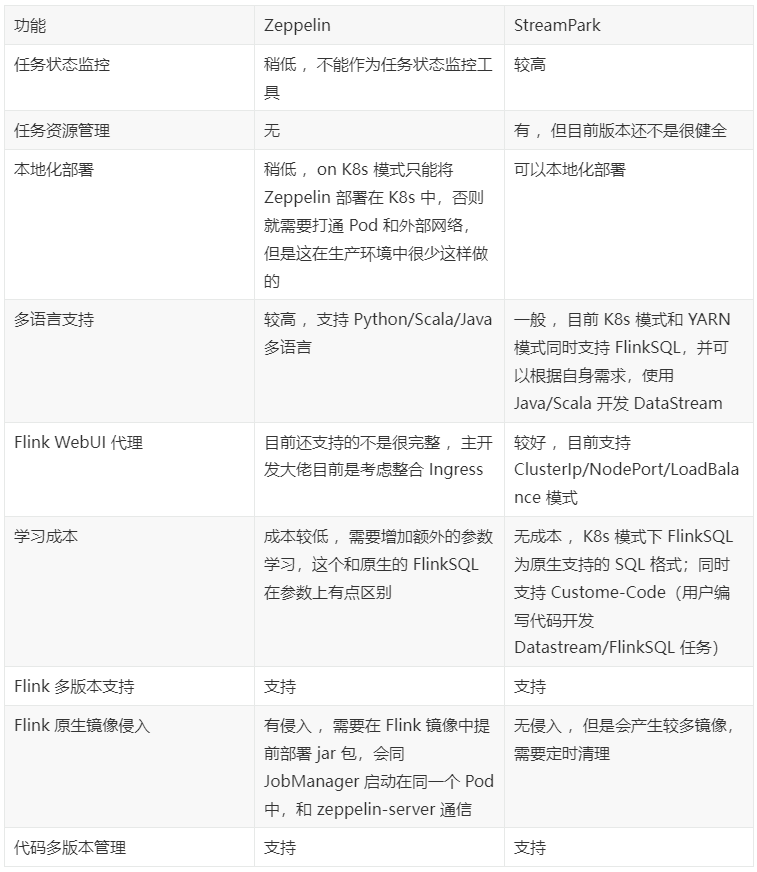 功能
Zeppelin
StreamPark
任务状态监控
稍低 ，不能作为任务状态监控工
具
较高
任务资源管理
无
有 ，但目前版本还不是很健全
本地化部署
稍低 ，on K8s 模式只能将
Zeppelin 部署在 K8s 中，否则
就需要打通 Pod 和外部网络，
但是这在生产环境中很少这样做
的
可以本地化部署
多语言支持
较高 ，支持 Python/Scala/Java
多语言
一般 ，目前 K8s 模式和 YARN
模式同时支持 FlinkSQL，并可
以根据自身需求，使用
Java/Scala 开发 DataStream
Flink WebUI 代理
目前还支持的不是很完整 ，主开
发大佬目前是考虑整合 Ingress
较好 ，目前支持
ClusterIp/NodePort/LoadBala
nce 模式
学习成本
成本较低 ，需要增加额外的参数
学习，这个和原生的 FlinkSQL
在参数上有点区别
无成本 ，K8s 模式下 FlinkSQL
为原生支持的 SQL 格式；同时
支持 Custome-Code（用户编
写代码开发
Datastream/FlinkSQL 任务）
Flink 多版本支持
支持
支持
Flink 原生镜像侵入
有侵入 ，需要在 Flink 镜像中提
前部署 jar 包，会同
JobManager 启动在同一个 Pod
中，和 zeppelin-server 通信
无侵入 ，但是会产生较多镜像，
需要定时清理
代码多版本管理
支持
支持